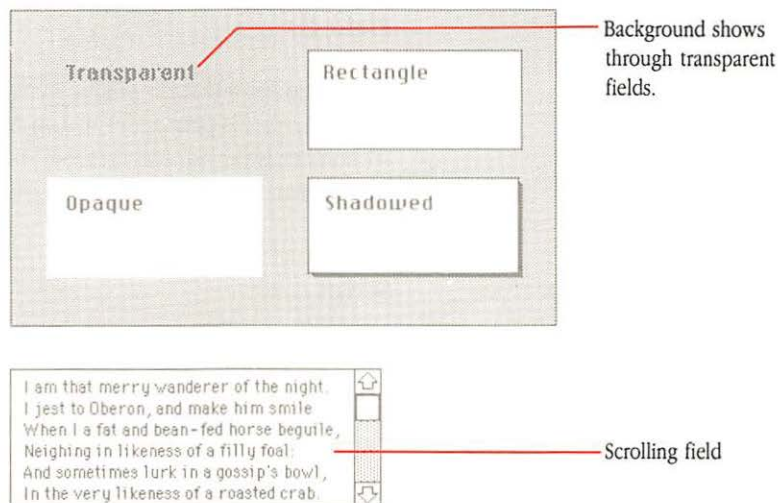 Background shows
through transparent
fields.
Transparent
Rectangle
Opaque
Shadowed
I am that merry wanderer of the night.
I jest to Oberon, and make him smile
When I a fat and bean-fed horse beguile,
Neighing in likeness of a filly foal:
And sometimes lurk in a gossip's bowl,
In the very likeness of a roasted crab.
Scrolling field